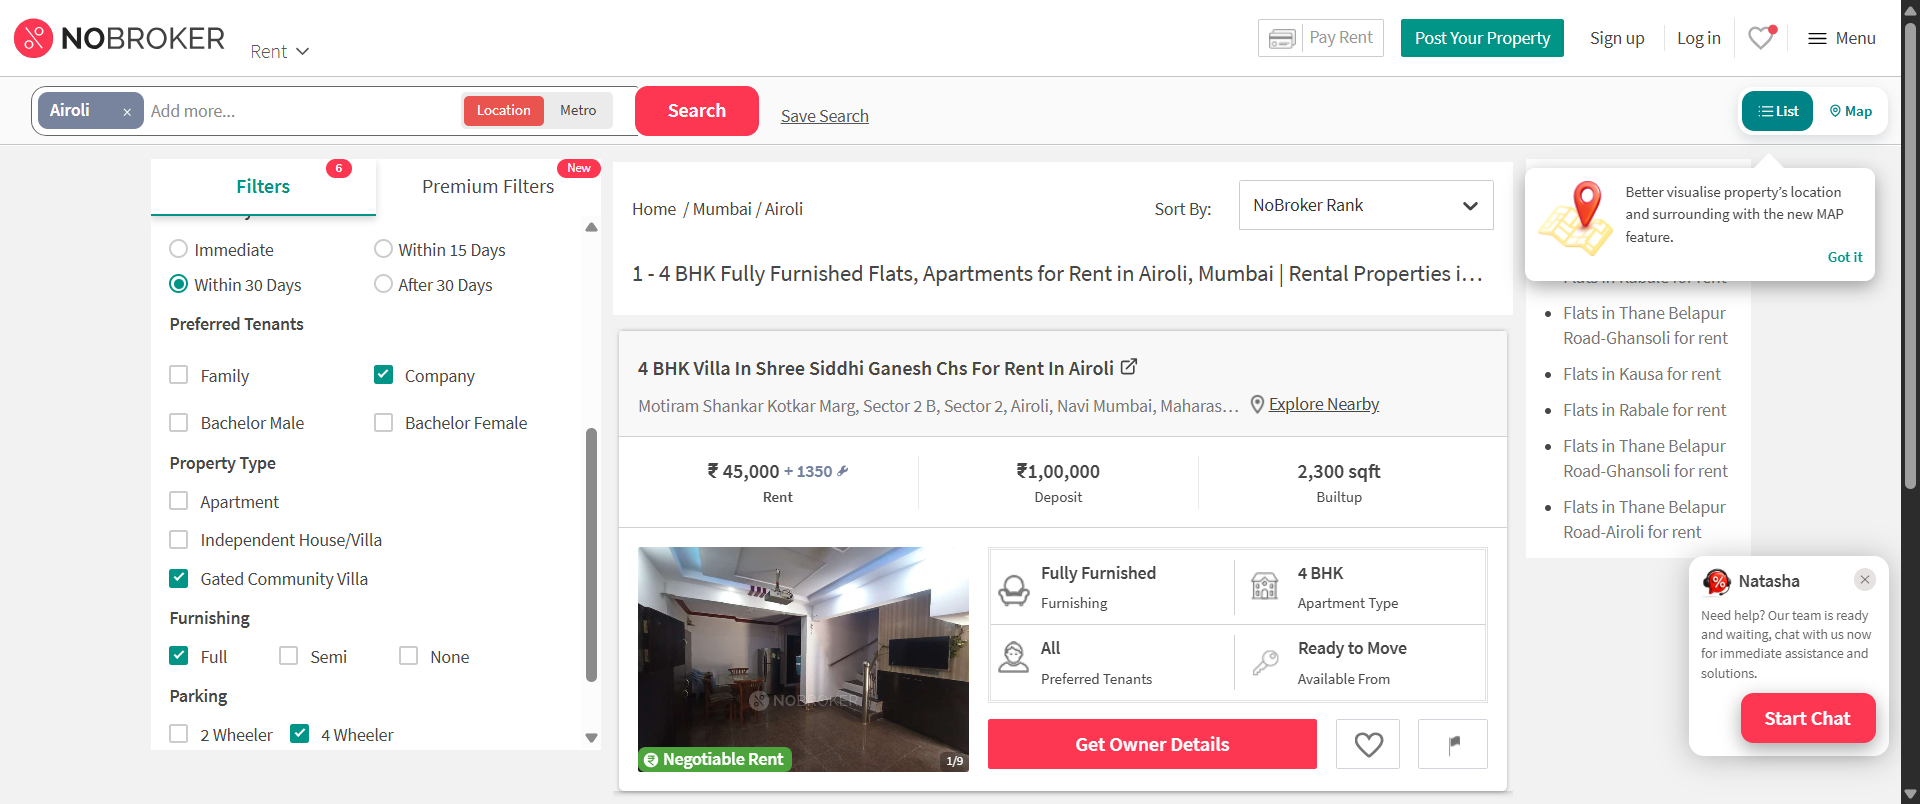 NOBROKER
Rent
Pay Rent
Post Your Property
Sign up
Log in
Menu
Airoli ×
Add more...
Location
Metro
Search
Save Search
List
Map
Filters
6
Premium Filters
New
Immediate
Within 15 Days
Within 30 Days
After 30 Days
Preferred Tenants
Family
Company
Bachelor Male
Bachelor Female
Property Type
Apartment
Independent House/Villa
Gated Community Villa
Furnishing
Full
Semi
None
Parking
2 Wheeler
4 Wheeler
Home / Mumbai / Airoli
Sort By:
NoBroker Rank
1 - 4 BHK Fully Furnished Flats, Apartments for Rent in Airoli, Mumbai | Rental Properties i...
4 BHK Villa In Shree Siddhi Ganesh Chs For Rent In Airoli
Motiram Shankar Kotkar Marg, Sector 2 B, Sector 2, Airoli, Navi Mumbai, Maharas...
Explore Nearby
₹ 45,000 + 1350
Rent
₹1,00,000
Deposit
2,300 sqft
Builtup
NOBROKER
Negotiable Rent
1/9
Fully Furnished
Furnishing
4 BHK
Apartment Type
All
Preferred Tenants
Ready to Move
Available From
Get Owner Details
Better visualise property's location
and surrounding with the new MAP
feature.
Got it
Flats in Rabale for rent
Flats in Thane Belapur
Road-Ghansoli for rent
Flats in Kausa for rent
Flats in Rabale for rent
Flats in Thane Belapur
Road-Ghansoli for rent
Flats in Thane Belapur
Road-Airoli for rent
Natasha
Need help? Our team is ready
and waiting, chat with us now
for immediate assistance and
solutions.
Start Chat